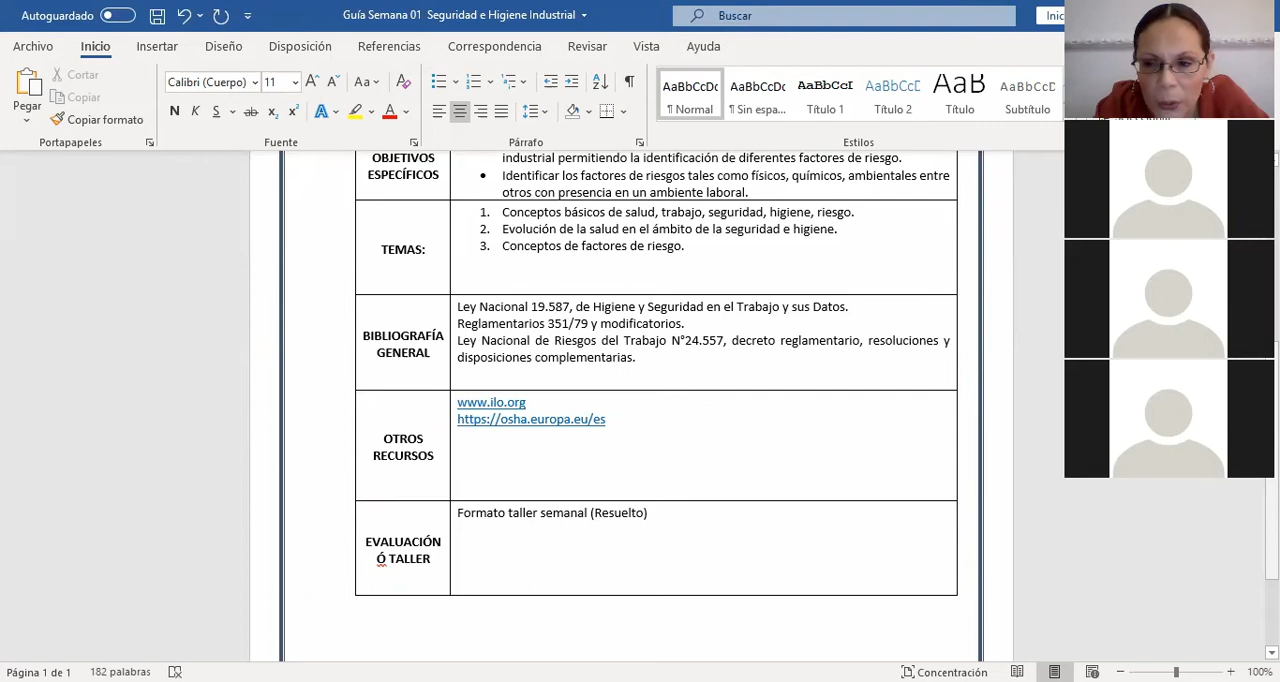 Autoguardado
Guía Semana 01 Seguridad e Higiene Industrial
Buscar
Inic
Archivo Inicio Insertar Diseño Disposición Referencias Correspondencia Revisar Vista Ayuda
Pegar
Cortar
Copiar
Copiar formato
Portapapeles
Calibri (Cuerpo) 11
Fuente
Párrafo
AaBbCcDc AaBbCcDc AaBbCcI AaBbCcD AaB AaBbCcD
¶ Normal ¶ Sin espa... Título 1 Título 2 Título Subtítulo
Estilos
OBJETIVOS
ESPECÍFICOS
industrial permitiendo la identificación de diferentes factores de riesgo.
• Identificar los factores de riesgos tales como físicos, químicos, ambientales entre
otros con presencia en un ambiente laboral.
TEMAS:
1. Conceptos básicos de salud, trabajo, seguridad, higiene, riesgo.
2. Evolución de la salud en el ámbito de la seguridad e higiene.
3. Conceptos de factores de riesgo.
BIBLIOGRAFÍA
GENERAL
Ley Nacional 19.587, de Higiene y Seguridad en el Trabajo y sus Datos.
Reglamentarios 351/79 y modificatorios.
Ley Nacional de Riesgos del Trabajo N°24.557, decreto reglamentario, resoluciones y
disposiciones complementarias.
OTROS
RECURSOS
www.ilo.org
https://osha.europa.eu/es
EVALUACIÓN
Ó TALLER
Formato taller semanal (Resuelto)
Página 1 de 1 182 palabras
Concentración
100%